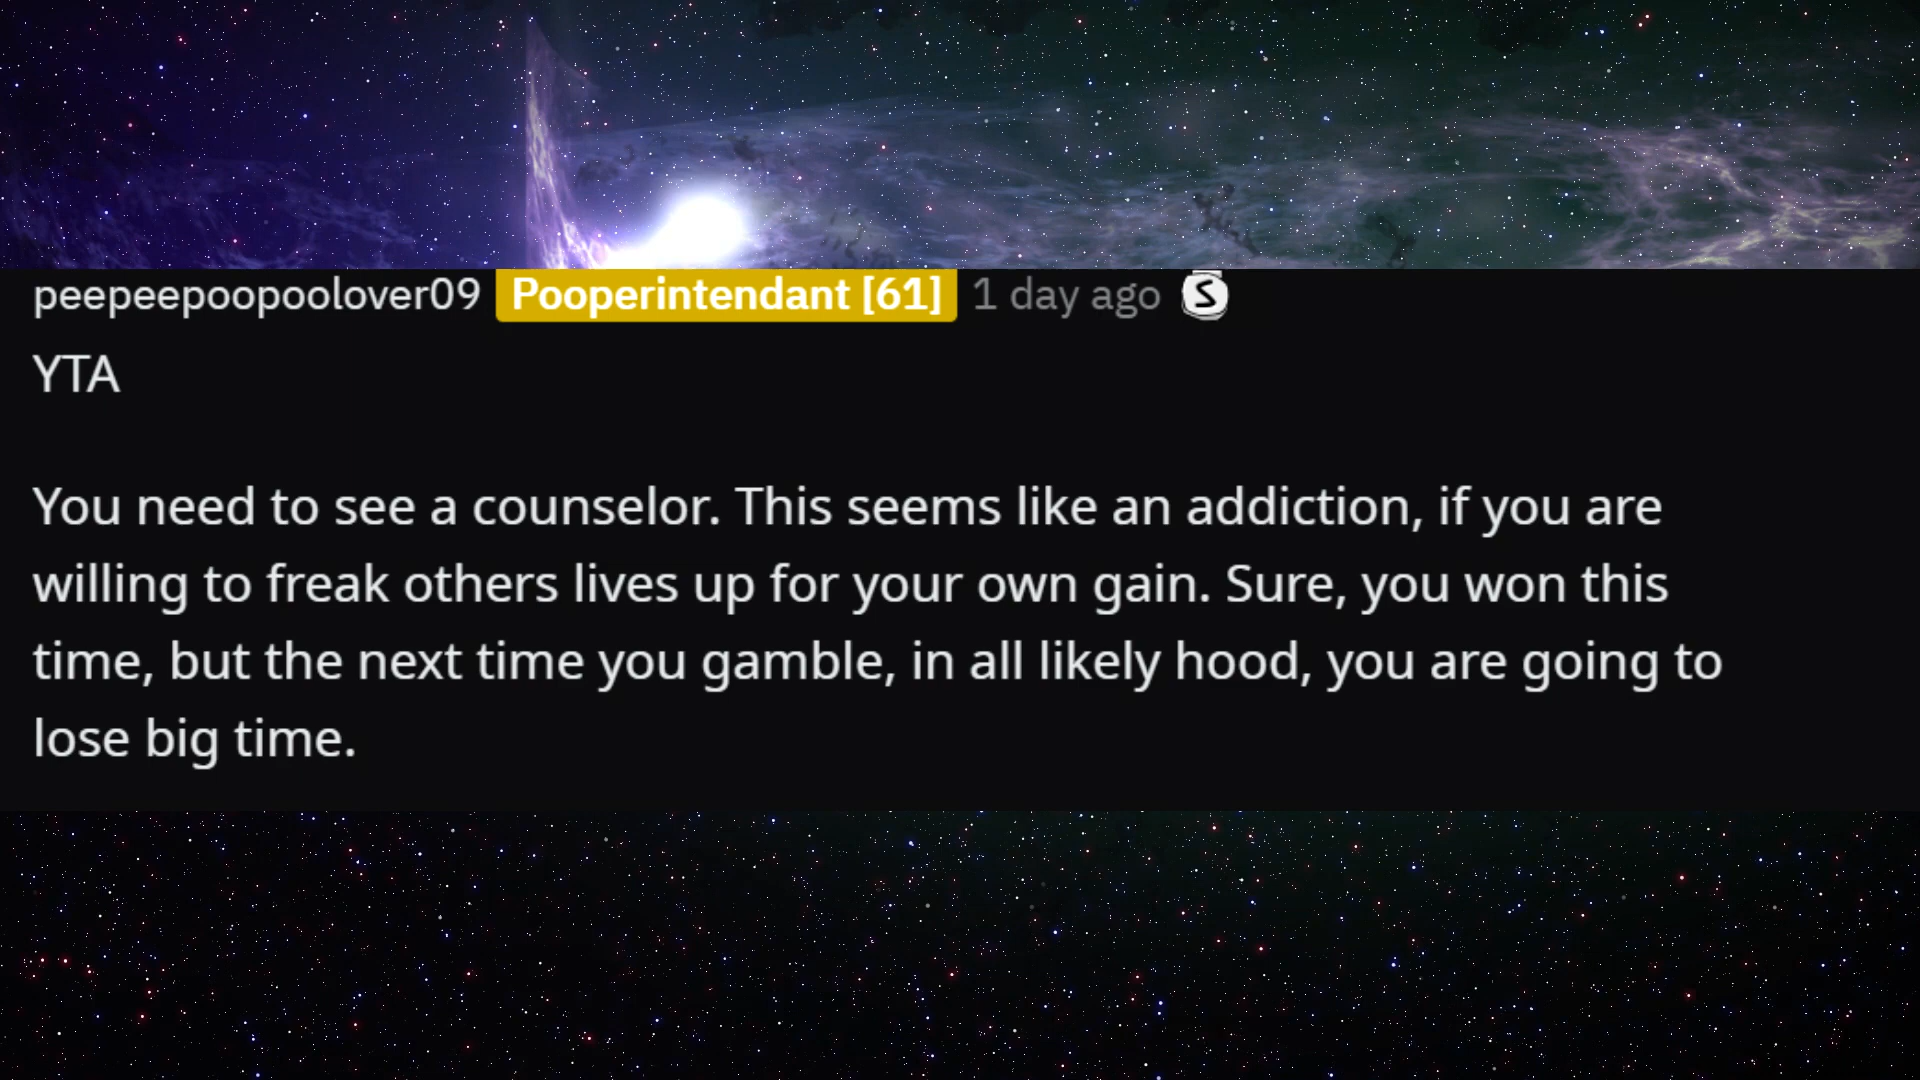 peepeepoopoolover09 Pooperintendant [61] 1 day ago S
YTA
You need to see a counselor. This seems like an addiction, if you are
willing to freak others lives up for your own gain. Sure, you won this
time, but the next time you gamble, in all likely hood, you are going to
lose big time.